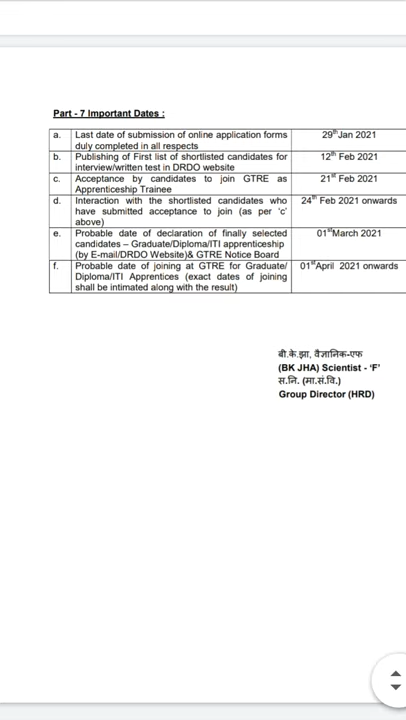 Part - 7 Important Dates :
a. Last date of submission of online application forms 29th Jan 2021
duly completed in all respects
b. Publishing of First list of shortlisted candidates for 12th Feb 2021
interview/written test in DRDO website
c. Acceptance by candidates to join GTRE as 21st Feb 2021
Apprenticeship Trainee
d. Interaction with the shortlisted candidates who 24th Feb 2021 onwards
have submitted acceptance to join (as per 'c'
above)
e. Probable date of declaration of finally selected 01stMarch 2021
candidates – Graduate/Diploma/ITI apprenticeship
(by E-mail/DRDO Website)& GTRE Notice Board
f. Probable date of joining at GTRE for Graduate/ 01stApril 2021 onwards
Diploma/ITI Apprentices (exact dates of joining
shall be intimated along with the result)
बी.के.झा, वैज्ञानिक-एफ
(BK JHA) Scientist - 'F'
स.नि. (मा.सं.वि.)
Group Director (HRD)